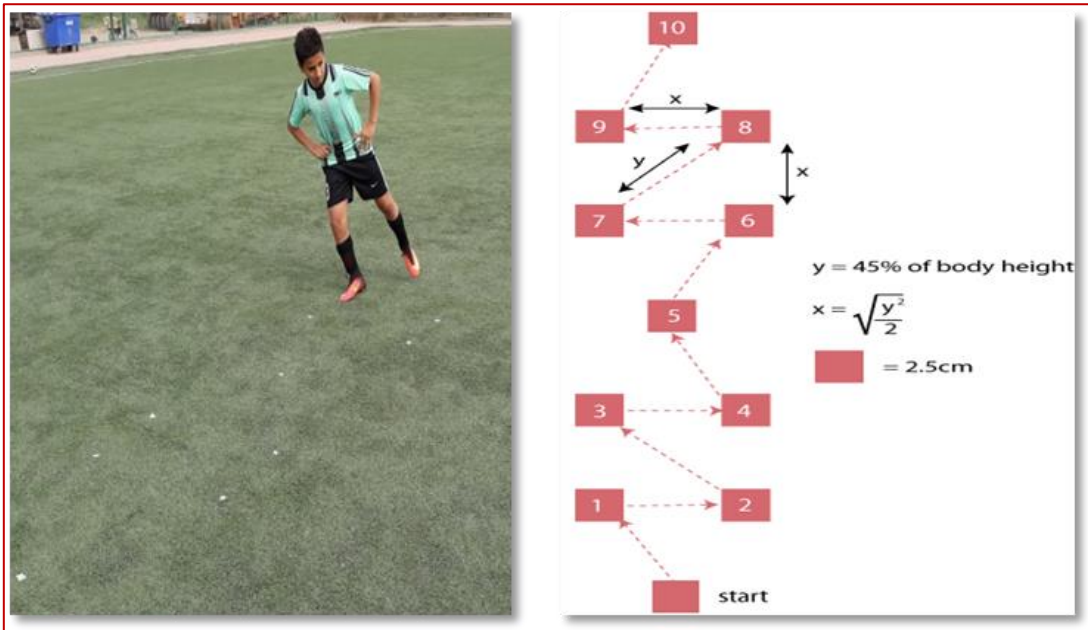 10
x
9
8
y
x
7
6
y = 45% of body height
x = √y²/2
5
= 2.5cm
3
4
1
2
start